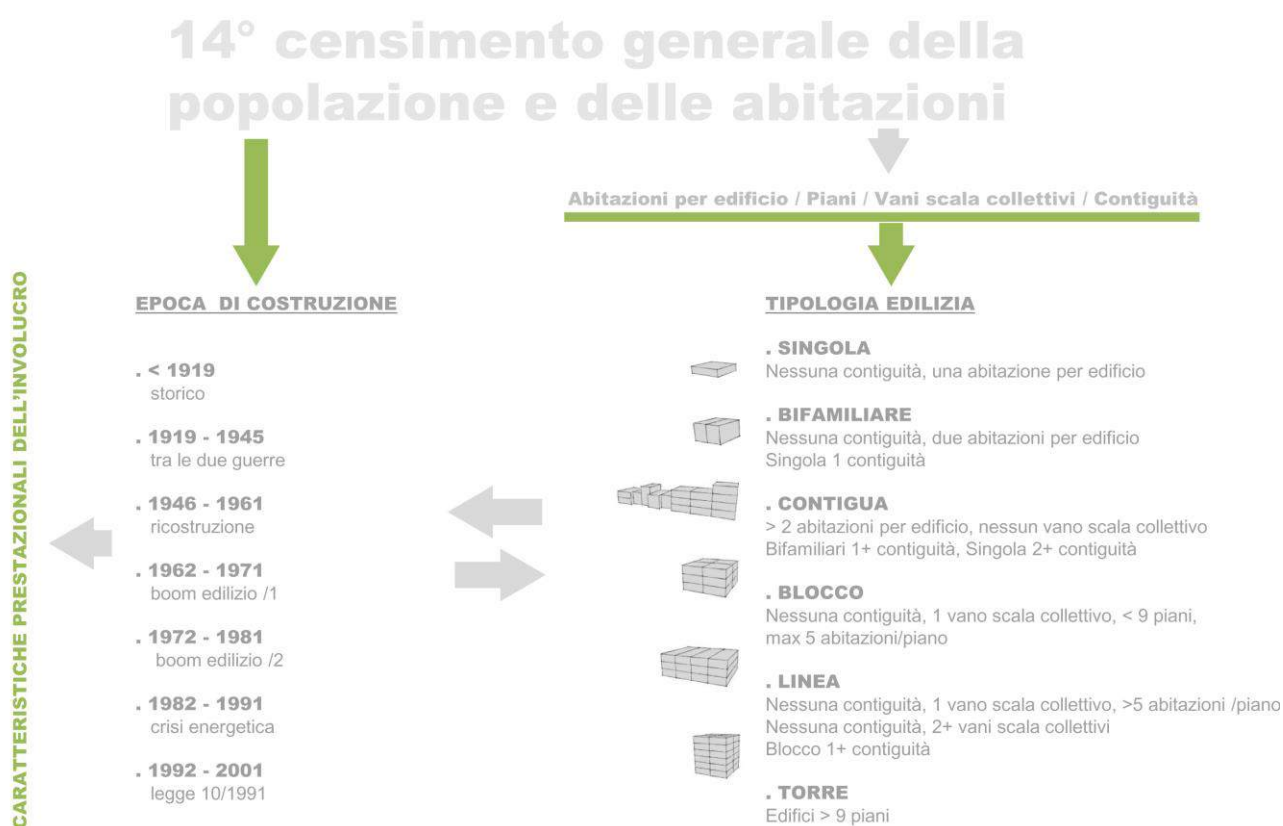 14° censimento generale della
popolazione e delle abitazioni
Abitazioni per edificio / Piani / Vani scala collettivi / Contiguità
CARATTERISTICHE PRESTAZIONALI DELL'INVOLUCRO
EPOCA DI COSTRUZIONE
. < 1919
storico
. 1919 - 1945
tra le due guerre
. 1946 - 1961
ricostruzione
. 1962 - 1971
boom edilizio /1
. 1972 - 1981
boom edilizio /2
. 1982 - 1991
crisi energetica
. 1992 - 2001
legge 10/1991
TIPOLOGIA EDILIZIA
. SINGOLA
Nessuna contiguità, una abitazione per edificio
. BIFAMILIARE
Nessuna contiguità, due abitazioni per edificio
Singola 1 contiguità
. CONTIGUA
> 2 abitazioni per edificio, nessun vano scala collettivo
Bifamiliari 1+ contiguità, Singola 2+ contiguità
. BLOCCO
Nessuna contiguità, 1 vano scala collettivo, < 9 piani,
max 5 abitazioni/piano
. LINEA
Nessuna contiguità, 1 vano scala collettivo, >5 abitazioni /piano
Nessuna contiguità, 2+ vani scala collettivi
Blocco 1+ contiguità
. TORRE
Edifici > 9 piani